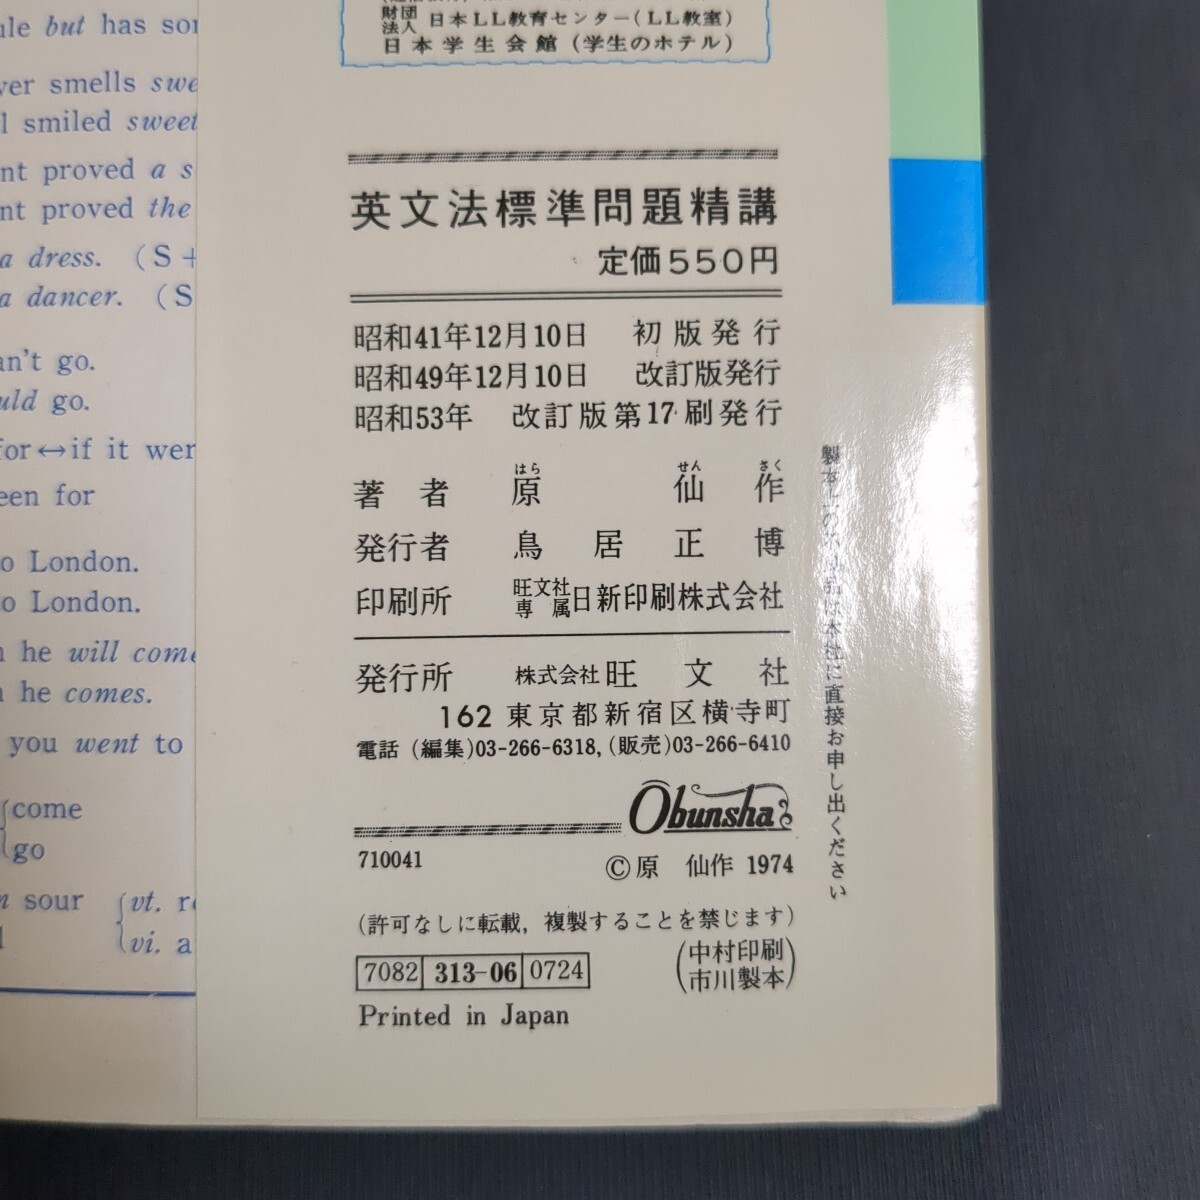 ule but has
smells
l smiled sweet
nt proved a s
nt proved the
a dress. (S+
a dancer. (S
an't go.
uld go.
for↔if it wer
een for
o London.
o London.
n he will come
n he comes.
you went to
come
go
n sour
vt. re
vi. a
財団法人 日本LL教育センター(LL教室)
日本学生会館(学生のホテル)
英文法標準問題精講
定価550円
昭和41年12月10日 初版発行
昭和49年12月10日 改訂版発行
昭和53年 改訂版第17刷発行
はら せん さく
著者 原 仙 作
発行者 鳥居正博
印刷所 旺文社専属 日新印刷株式会社
発行所 株式会社 旺文社
162 東京都新宿区横寺町
電話 (編集)03-266-6318, (販売)03-266-6410
Obunsha
710041
©原 仙作 1974
(許可なしに転載, 複製することを禁じます)
7082 313-06 0724
(中村印刷
市川製本)
Printed in Japan
製本上の 品は本社に直接お申し出ください